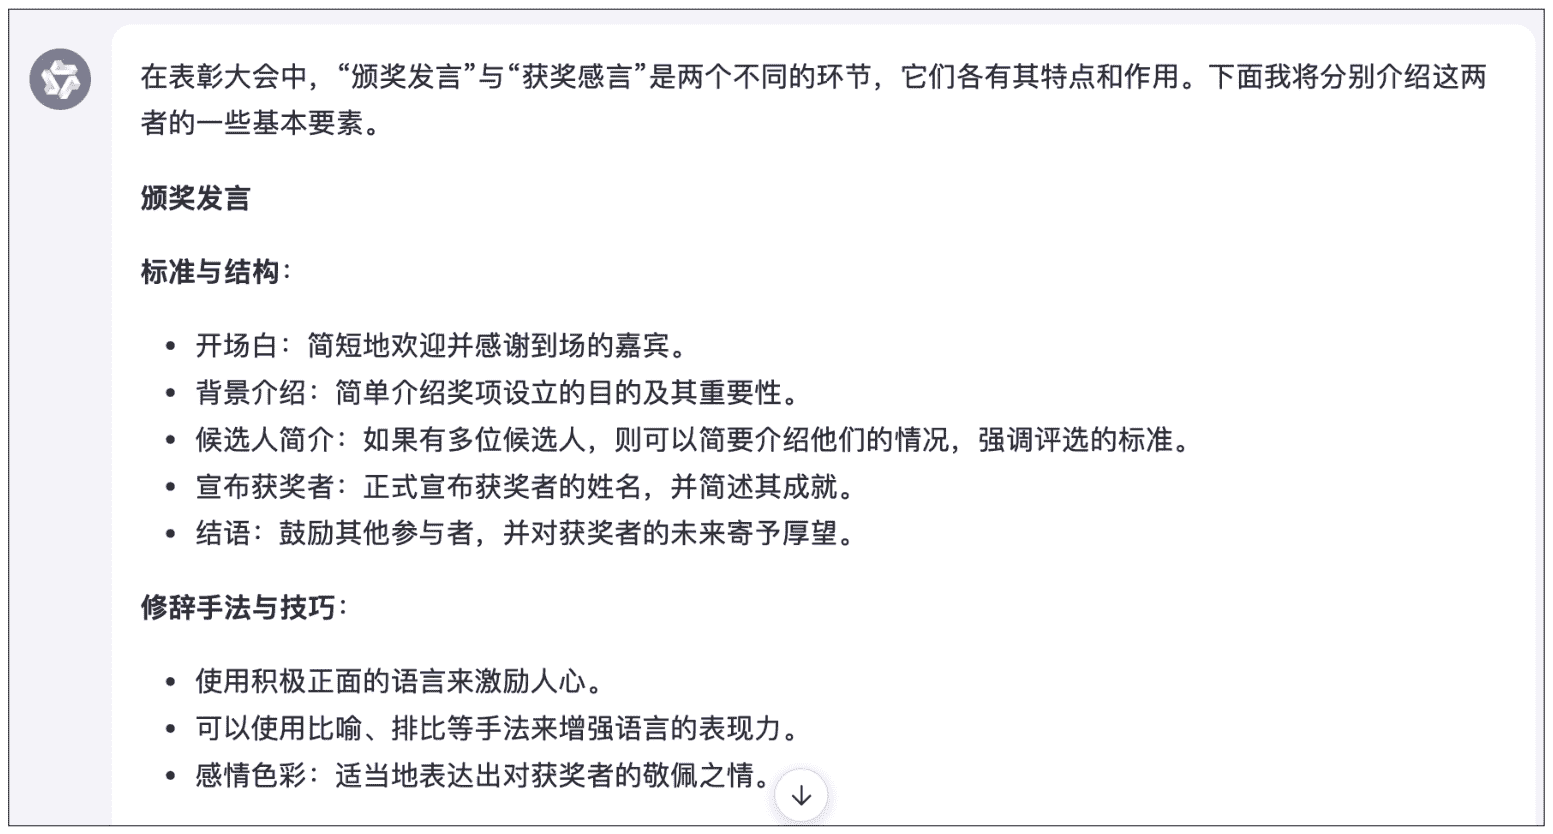 在表彰大会中，“颁奖发言”与“获奖感言”是两个不同的环节，它们各有其特点和作用。下面我将分别介绍这两
者的一些基本要素。
颁奖发言
标准与结构：
• 开场白：简短地欢迎并感谢到场的嘉宾。
• 背景介绍：简单介绍奖项设立的目的及其重要性。
• 候选人简介：如果有多位候选人，则可以简要介绍他们的情况，强调评选的标准。
• 宣布获奖者：正式宣布获奖者的姓名，并简述其成就。
• 结语：鼓励其他参与者，并对获奖者的未来寄予厚望。
修辞手法与技巧：
• 使用积极正面的语言来激励人心。
• 可以使用比喻、排比等手法来增强语言的表现力。
• 感情色彩：适当地表达出对获奖者的敬佩之情。